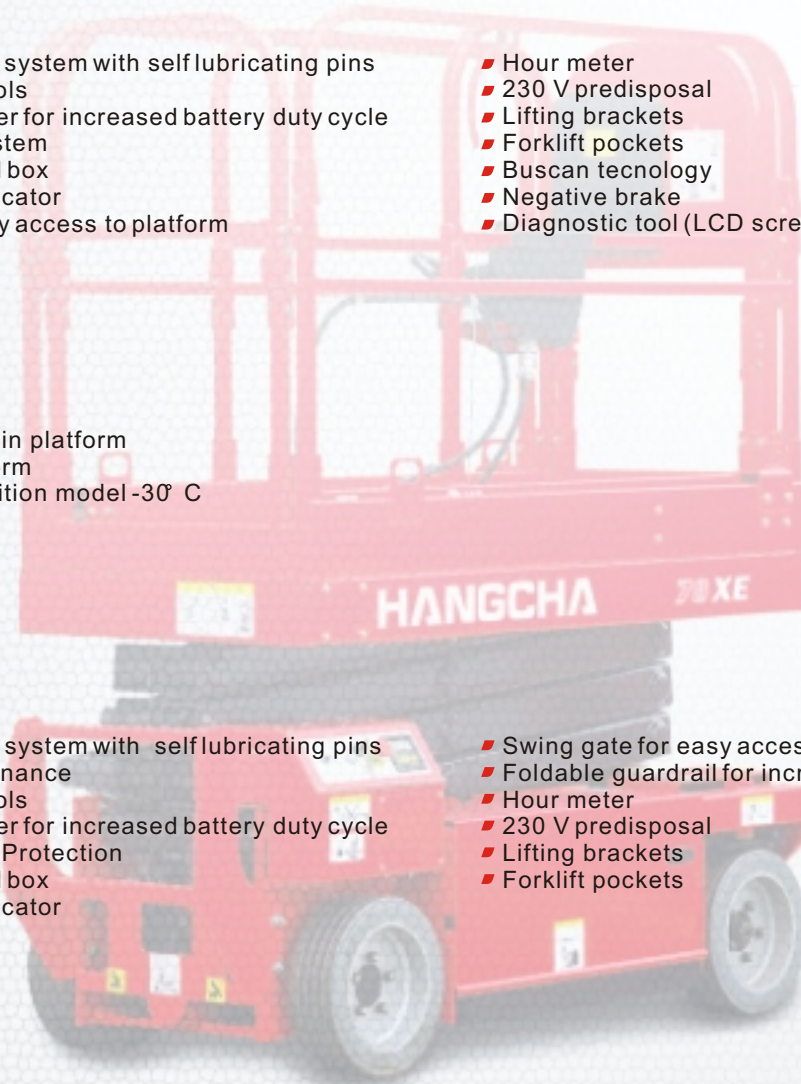 system with self lubricating pins
ols
er for increased battery duty cycle
stem
l box
cator
y access to platform
Hour meter
230 V predisposal
Lifting brackets
Forklift pockets
Buscan tecnology
Negative brake
Diagnostic tool (LCD scre
in platform
rm
ition model -30° C
HANGCHA
78 XE
system with self lubricating pins
nance
ols
er for increased battery duty cycle
Protection
l box
cator
Swing gate for easy acces
Foldable guardrail for incr
Hour meter
230 V predisposal
Lifting brackets
Forklift pockets